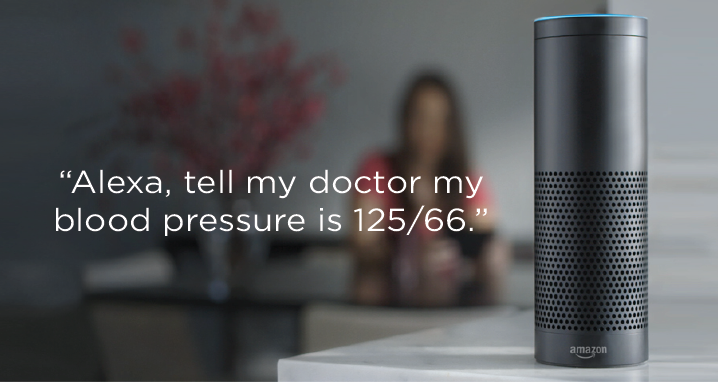 “Alexa, tell my doctor my
blood pressure is 125/66.”
amazon